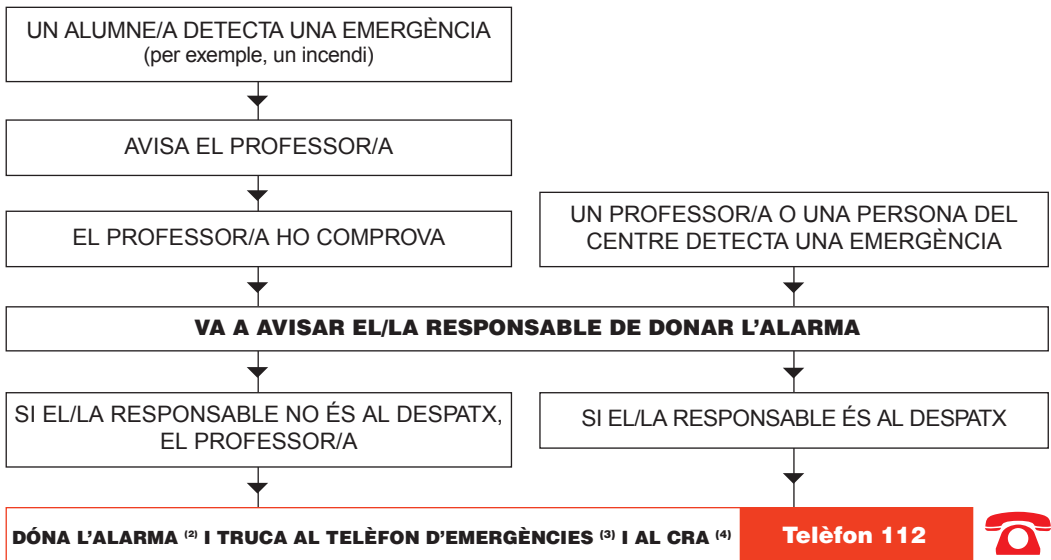 UN ALUMNE/A DETECTA UNA EMERGÈNCIA
(per exemple, un incendi)
AVISA EL PROFESSOR/A
EL PROFESSOR/A HO COMPROVA
UN PROFESSOR/A O UNA PERSONA DEL
CENTRE DETECTA UNA EMERGÈNCIA
VA A AVISAR EL/LA RESPONSABLE DE DONAR L'ALARMA
SI EL/LA RESPONSABLE NO ÉS AL DESPATX,
EL PROFESSOR/A
SI EL/LA RESPONSABLE ÉS AL DESPATX
DÓNA L'ALARMA (2) I TRUCA AL TELÈFON D'EMERGÈNCIES (3) I AL CRA (4)
Telèfon 112